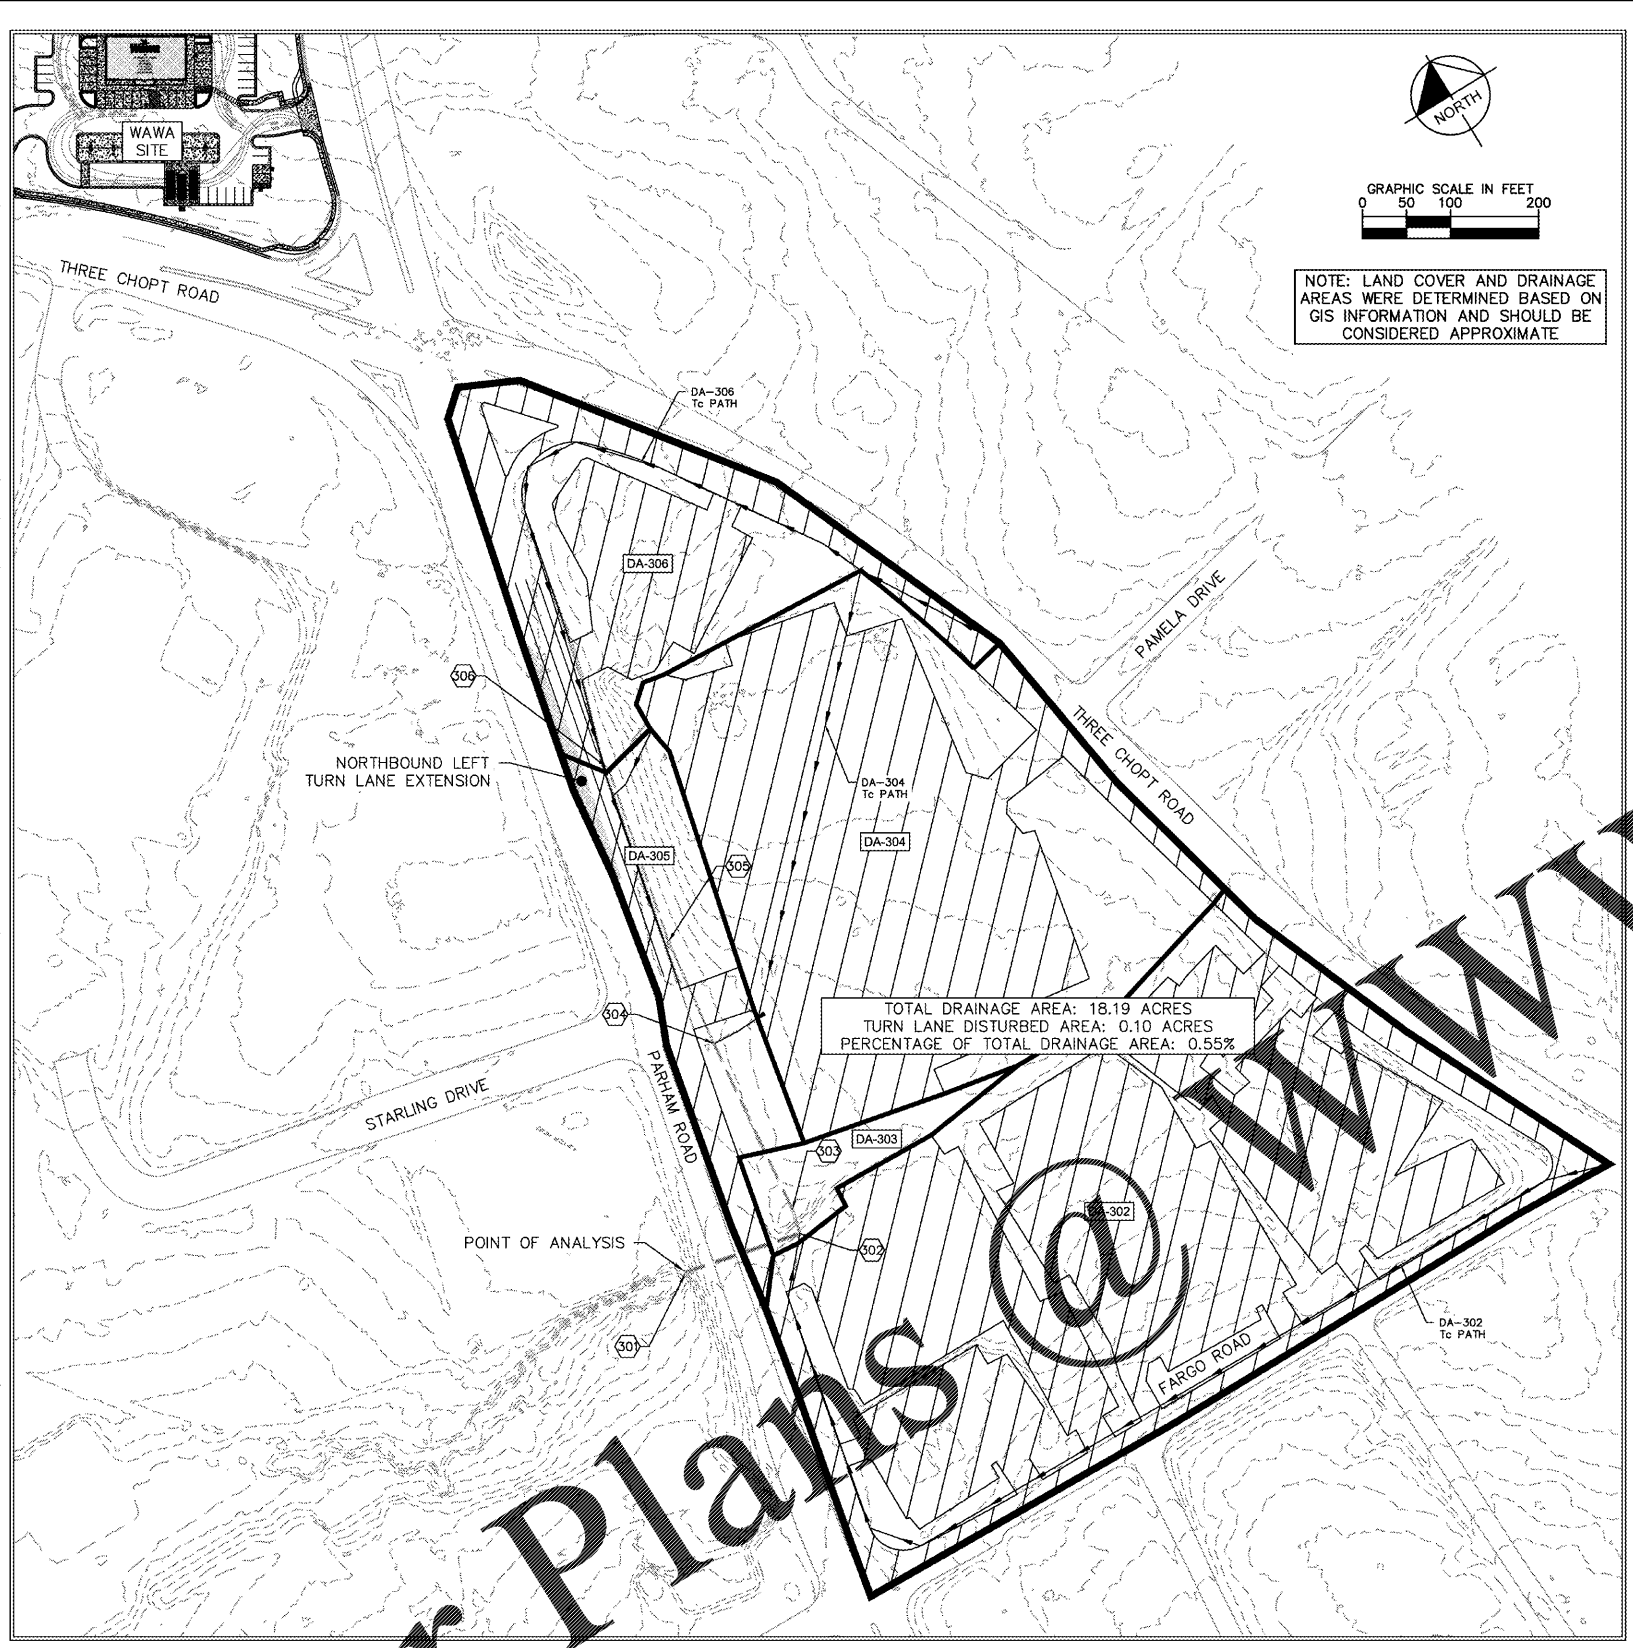 WAWA
SITE
NORTH
GRAPHIC SCALE IN FEET
0 50 100 200
THREE CHOPT ROAD
NOTE: LAND COVER AND DRAINAGE
AREAS WERE DETERMINED BASED ON
GIS INFORMATION AND SHOULD BE
CONSIDERED APPROXIMATE
DA-306
Tc PATH
DA-306
PAMELA DRIVE
306
THREE CHOPT ROAD
NORTHBOUND LEFT
TURN LANE EXTENSION
DA-304
Tc PATH
DA-304
DA-305
305
TOTAL DRAINAGE AREA: 18.19 ACRES
TURN LANE DISTURBED AREA: 0.10 ACRES
PERCENTAGE OF TOTAL DRAINAGE AREA: 0.55%
304
PARHAM ROAD
STARLING DRIVE
DA-303
303
POINT OF ANALYSIS
302
301
DA-302
Tc PATH
FARGO ROAD
Plans @ WWW